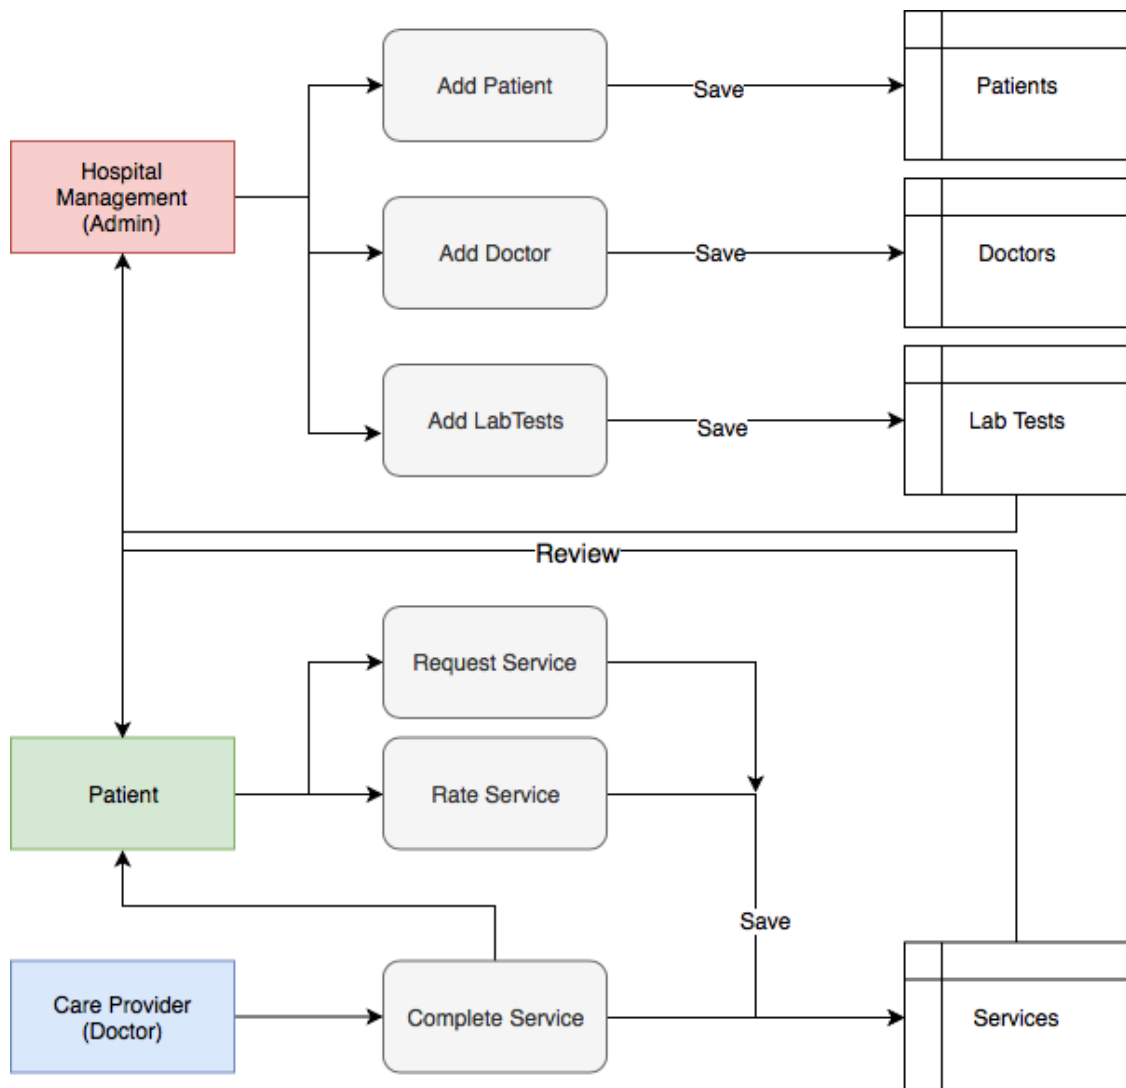 Add Patient
Save
Patients
Hospital
Management
(Admin)
Add Doctor
Save
Doctors
Add LabTests
Save
Lab Tests
Review
Request Service
Patient
Rate Service
Save
Care Provider
(Doctor)
Complete Service
Services